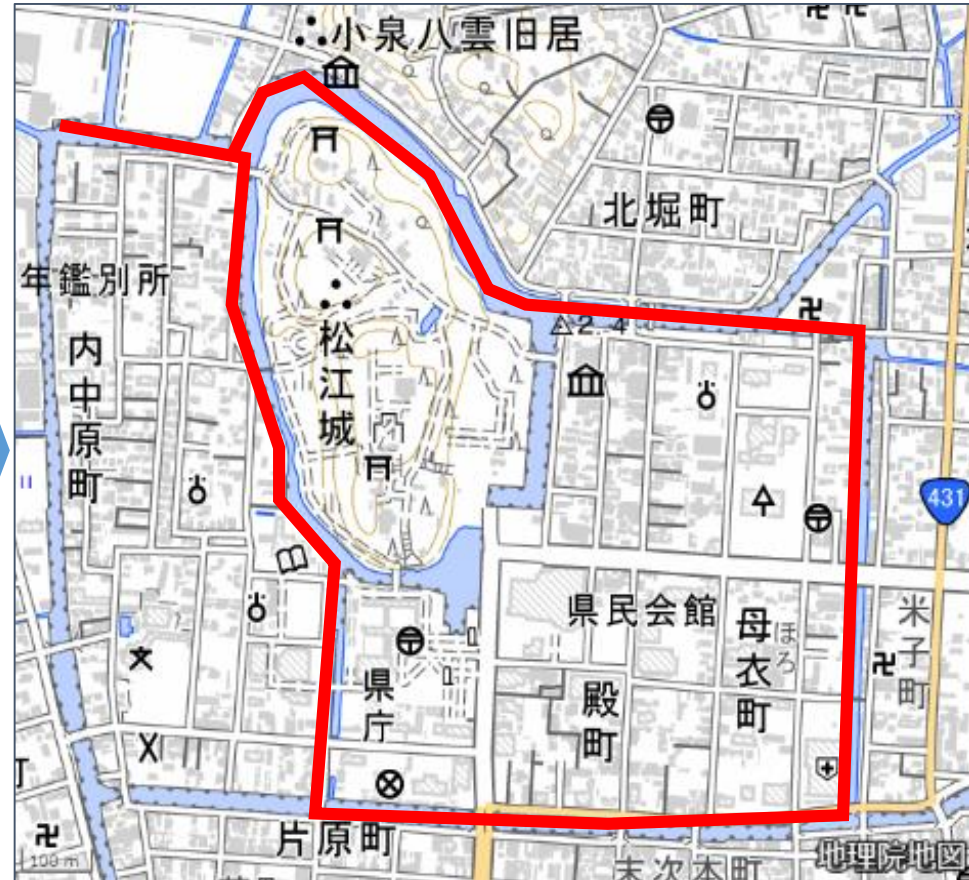 小泉八雲旧居
北堀町
年鑑別所
2.4
松江城
内中原町
431
県民会館
母衣町
ほろ
米子町
県庁
殿町
片原町
末次本町
100 m
地理院地図